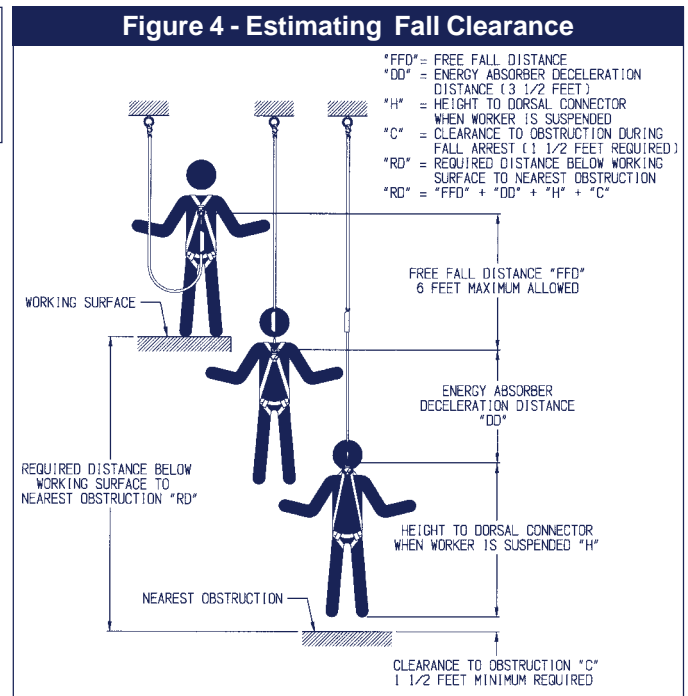 Figure 4 - Estimating Fall Clearance
"FFD" = FREE FALL DISTANCE
"DD" = ENERGY ABSORBER DECELERATION
DISTANCE (3 1/2 FEET)
"H" = HEIGHT TO DORSAL CONNECTOR
WHEN WORKER IS SUSPENDED
"C" = CLEARANCE TO OBSTRUCTION DURING
FALL ARREST (1 1/2 FEET REQUIRED)
"RD" = REQUIRED DISTANCE BELOW WORKING
SURFACE TO NEAREST OBSTRUCTION
"RD" = "FFD" + "DD" + "H" + "C"
FREE FALL DISTANCE "FFD"
6 FEET MAXIMUM ALLOWED
WORKING SURFACE
ENERGY ABSORBER
DECELERATION DISTANCE
"DD"
REQUIRED DISTANCE BELOW
WORKING SURFACE TO
NEAREST OBSTRUCTION "RD"
HEIGHT TO DORSAL CONNECTOR
WHEN WORKER IS SUSPENDED "H"
NEAREST OBSTRUCTION
CLEARANCE TO OBSTRUCTION "C"
1 1/2 FEET MINIMUM REQUIRED